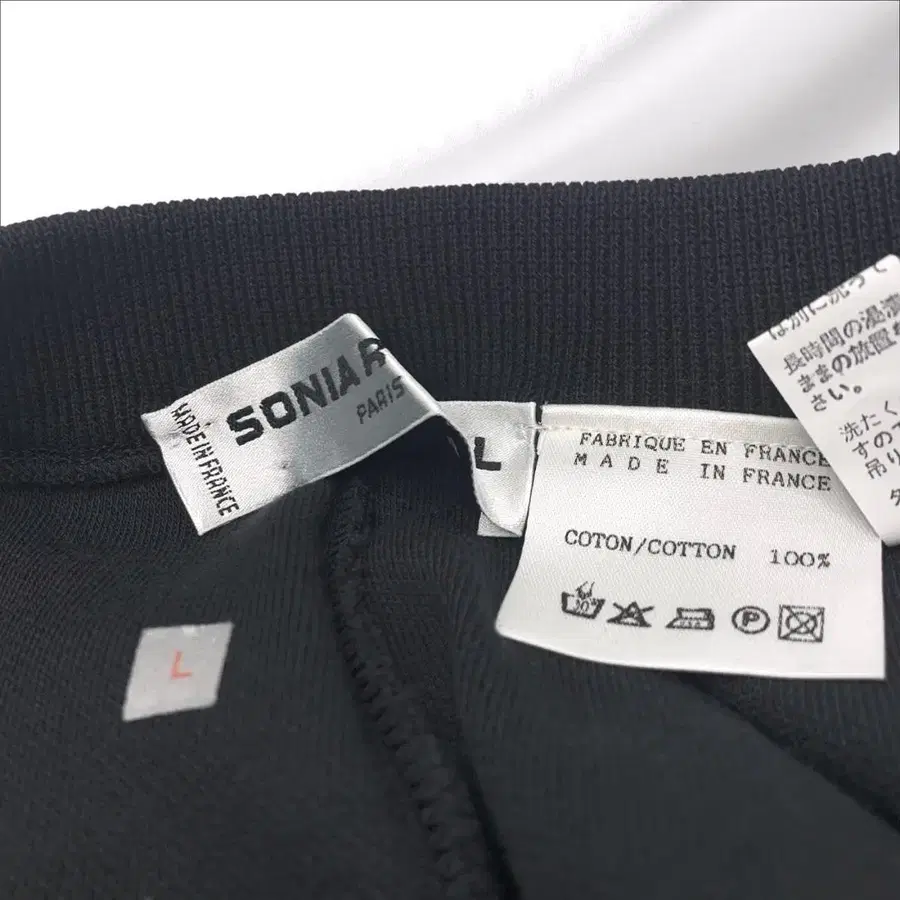 MADE IN FRANCE
SONIA R
PARIS
L
L
FABRIQUE EN FRANCE
MADE IN FRANCE
COTON/COTTON 100%
P
は別に洗って
長時間の浸漬
ままの放置
さい。
洗たく
すので
吊り